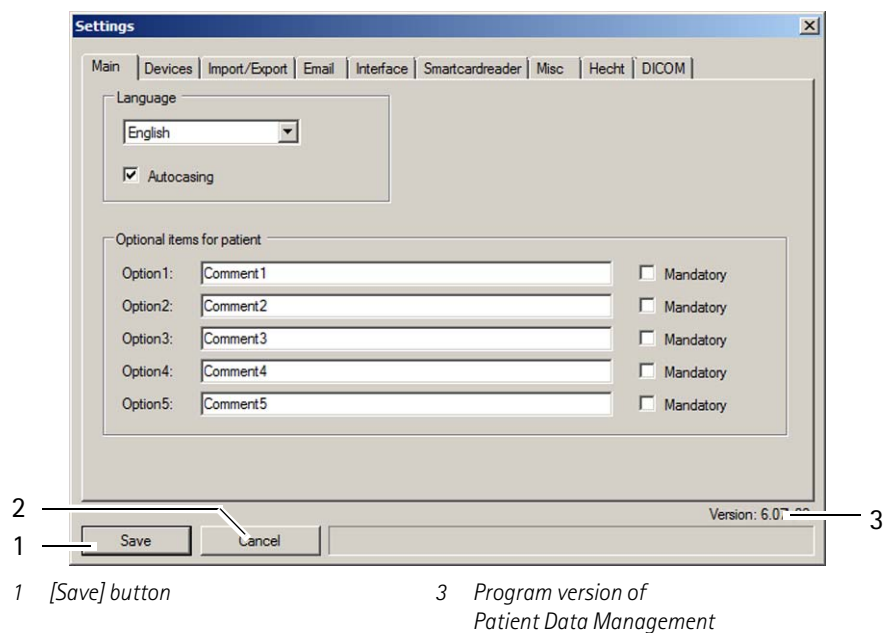 Settings
Main Devices Import/Export Email Interface Smartcardreader Misc Hecht DICOM
Language
English
Autocasing
Optional items for patient
Option1: Comment1 Mandatory
Option2: Comment2 Mandatory
Option3: Comment3 Mandatory
Option4: Comment4 Mandatory
Option5: Comment5 Mandatory
2
Version:
3
1
Save Cancel
1 [Save] button
3 Program version of
Patient Data Management